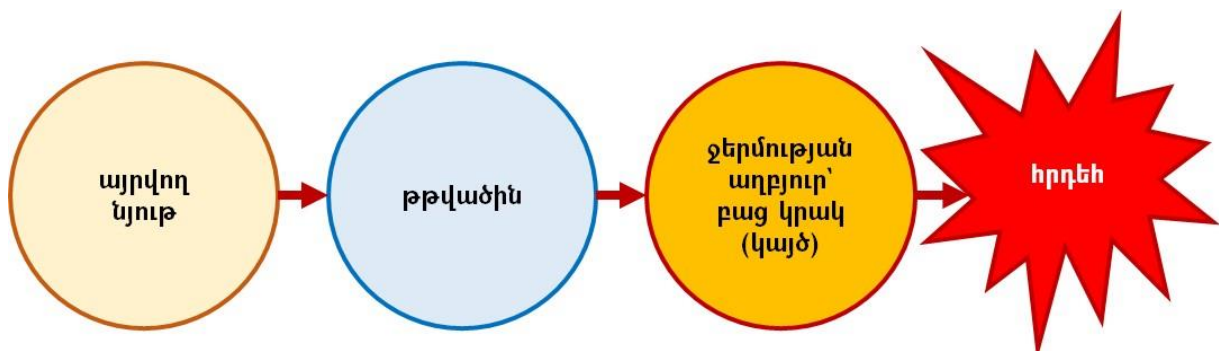 այրվող
նյութ
թթվածին
ջերմության
աղբյուր՝
բաց կրակ
(կայծ)
հրդեհ